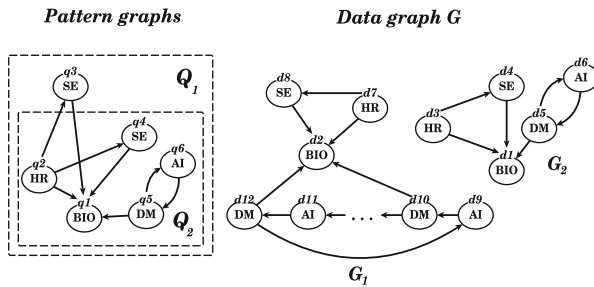 Pattern graphs
Data graph G
q3
SE
Q1
q4
SE
q6
AI
q2
HR
q1
BIO
q5
DM
Q2
d8
SE
d7
HR
d2
BIO
d12
DM
d11
AI
...
d10
DM
d9
AI
G1
d4
SE
d6
AI
d3
HR
d5
DM
d1
BIO
G2